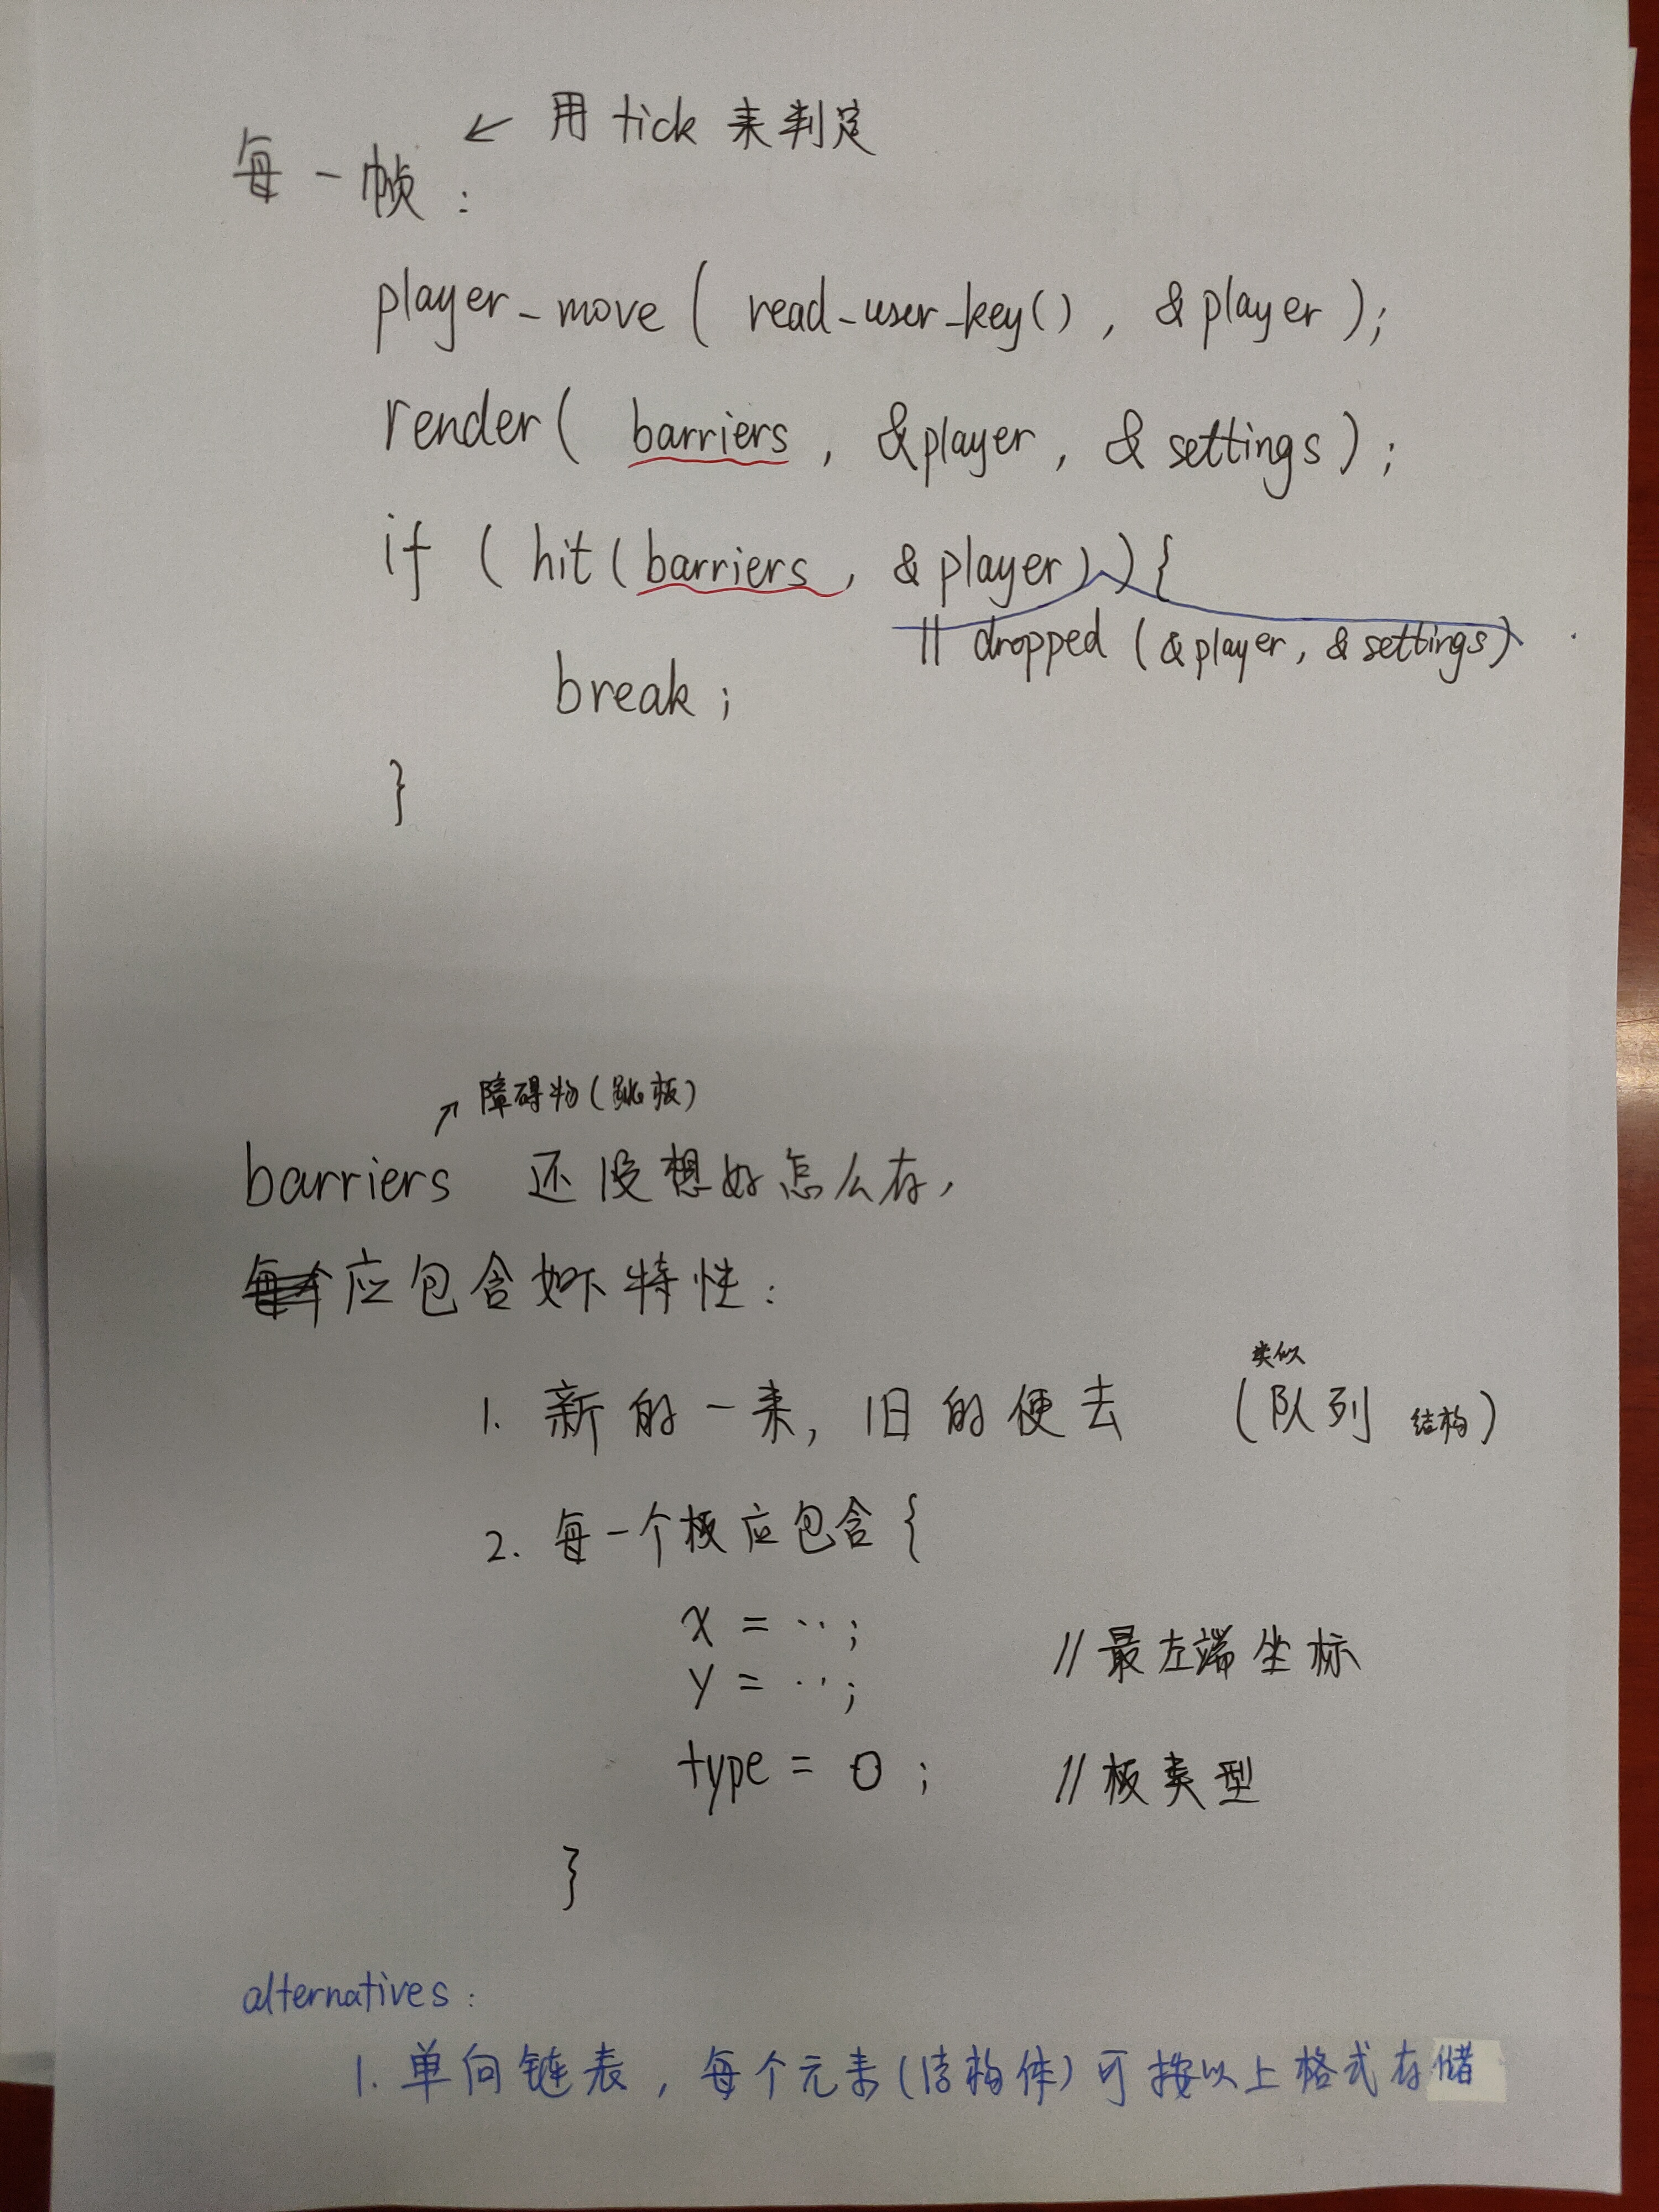 每一帧： ← 用 tick 来判定
player_move ( read_user_key() , & player );
render( barriers , &player , & settings ) ;
if ( hit ( barriers , & player ) ) {
|| dropped ( & player , & settings )
break ;
}
↗ 障碍物(跳板)
barriers 还没想好怎么存，
应包含如下特性：
1. 新的一来，旧的便去 (类似队列结构)
2. 每一个板应包含 {
x = ‥ ;
y = ‥ ; // 最左端坐标
type = 0 ; // 板类型
}
alternatives :
1. 单向链表，每个元素(结构体)可按以上格式存储